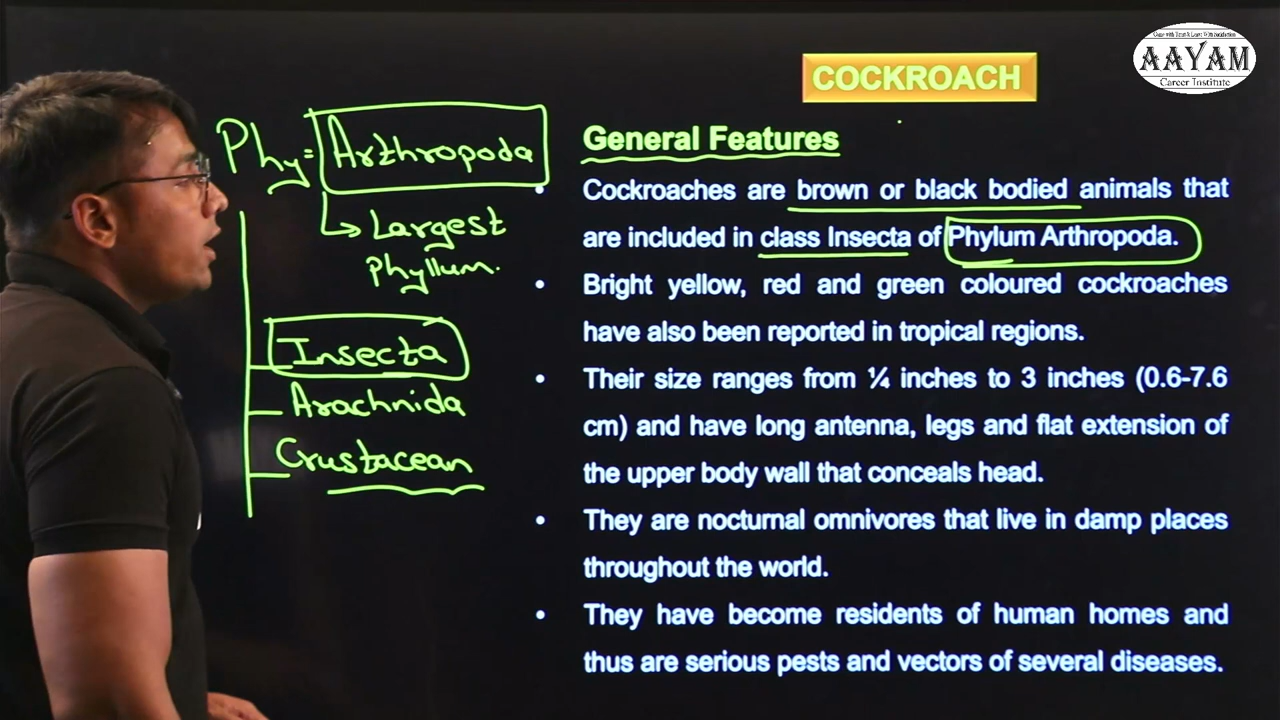 AAYAM
Career Institute
COCKROACH
Phy= Arthropoda
↳ Largest
Phyllum.
Insecta
Arachnida
Crustacean
General Features
• Cockroaches are brown or black bodied animals that
are included in class Insecta of Phylum Arthropoda.
• Bright yellow, red and green coloured cockroaches
have also been reported in tropical regions.
• Their size ranges from ¼ inches to 3 inches (0.6-7.6
cm) and have long antenna, legs and flat extension of
the upper body wall that conceals head.
• They are nocturnal omnivores that live in damp places
throughout the world.
• They have become residents of human homes and
thus are serious pests and vectors of several diseases.